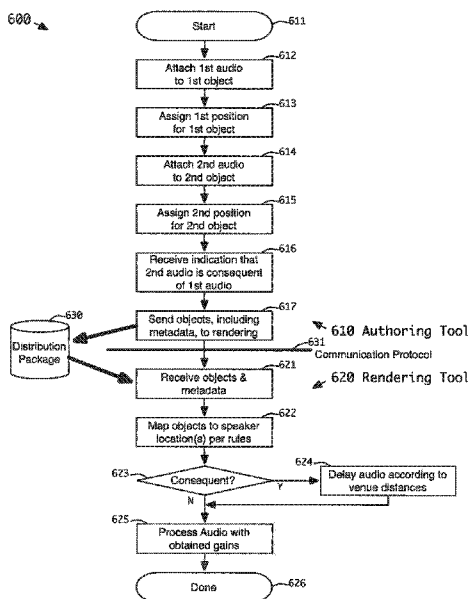 600
Start
611
612
Attach 1st audio
to 1st object
613
Assign 1st position
for 1st object
614
Attach 2nd audio
to 2nd object
615
Assign 2nd position
for 2nd object
616
Receive indication that
2nd audio is consequent
of 1st audio
617
Send objects, including
metadata, to rendering
630
Distribution
Package
610 Authoring Tool
631
Communication Protocol
620 Rendering Tool
621
Receive objects &
metadata
622
Map objects to speaker
location(s) per rules
623
Consequent?
Y
N
624
Delay audio according to
venue distances
625
Process Audio with
obtained gains
Done
626